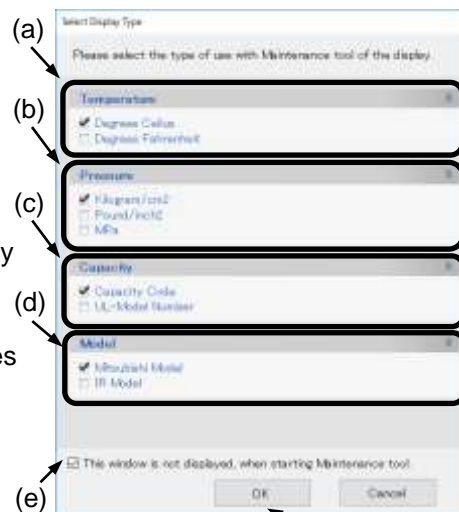 Select Display Type
(a)
Please select the type of use with Maintenance tool of the display.
Temperature
Degrees Celius
Degrees Fahrenheit
(b)
Pressure
Kilogram/cm2
Pound/inch2
MPa
(c)
y
Capacity
Capacity Code
UL-Model Number
(d)
es
Model
Mitsubishi Model
IR Model
(e)
This window is not displayed, when starting Maintenance tool.
OK Cancel